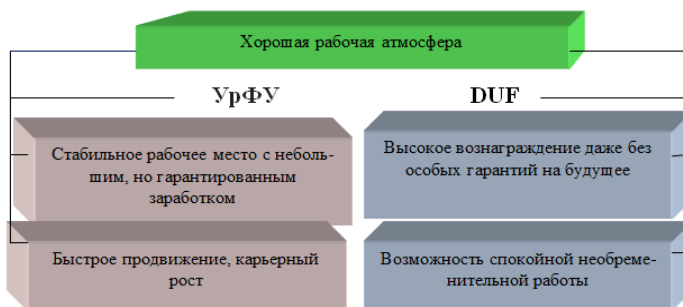 Хорошая рабочая атмосфера
УрФУ
DUF
Стабильное рабочее место с неболь-
шим, но гарантированным
заработком
Высокое вознаграждение даже без
особых гарантий на будущее
Быстрое продвижение, карьерный
рост
Возможность спокойной необреме-
нительной работы